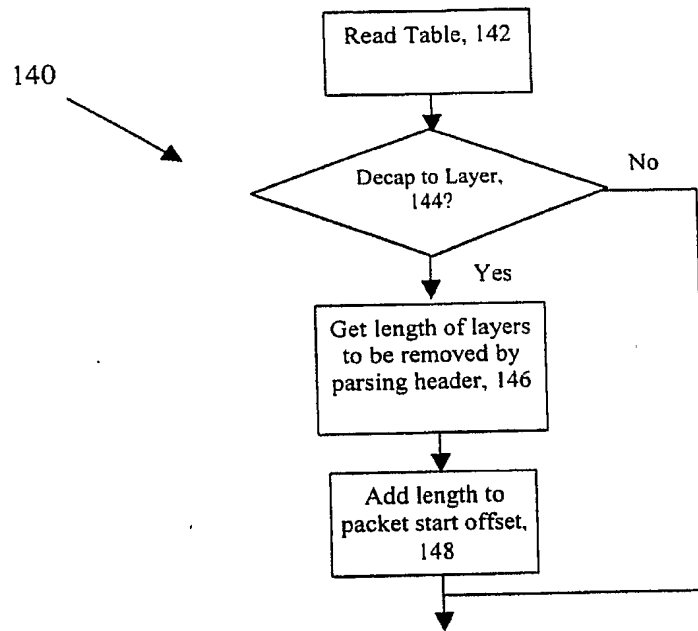 Read Table, 142
140
Decap to Layer,
144?
No
Yes
Get length of layers
to be removed by
parsing header, 146
Add length to
packet start offset,
148